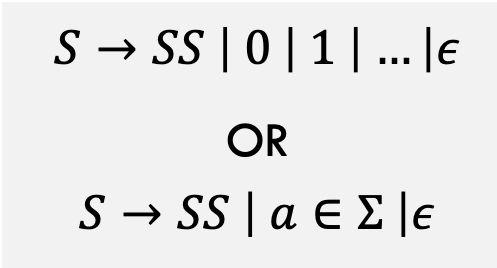 S → SS | 0 | 1 | ... |ϵ
OR
S → SS | a ∈ Σ |ϵ